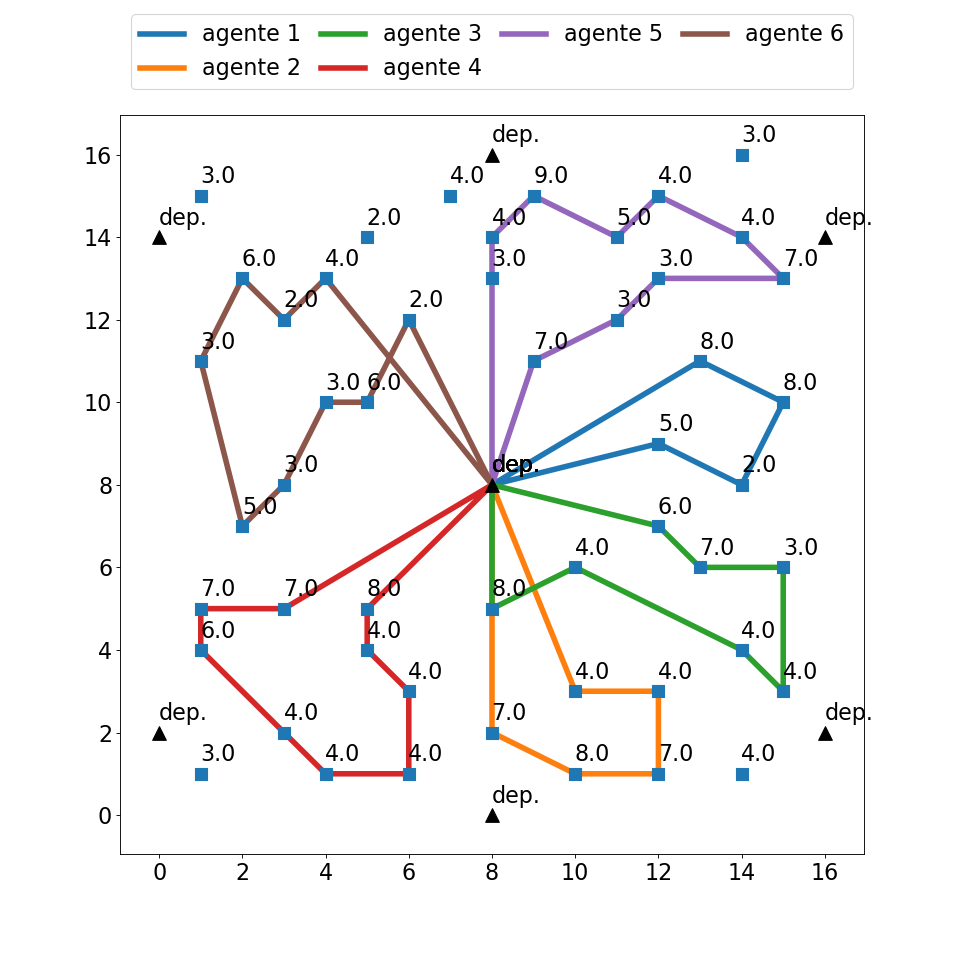 agente 1 agente 3 agente 5 agente 6
agente 2 agente 4
dep. 3.0
16
3.0 4.0 9.0 4.0
dep. 2.0 4.0 5.0 4.0 dep.
14
6.0 4.0 3.0 3.0 7.0
2.0 2.0 3.0
12
3.0 7.0 8.0
3.0 6.0 8.0
10
5.0
3.0 dep. 2.0
8
5.0 6.0
4.0 7.0 3.0
6
7.0 7.0 8.0 8.0
6.0 4.0 4.0
4
4.0 4.0 4.0 4.0
dep. 4.0 7.0 dep.
2
3.0 4.0 4.0 8.0 7.0 4.0
dep.
0
0 2 4 6 8 10 12 14 16